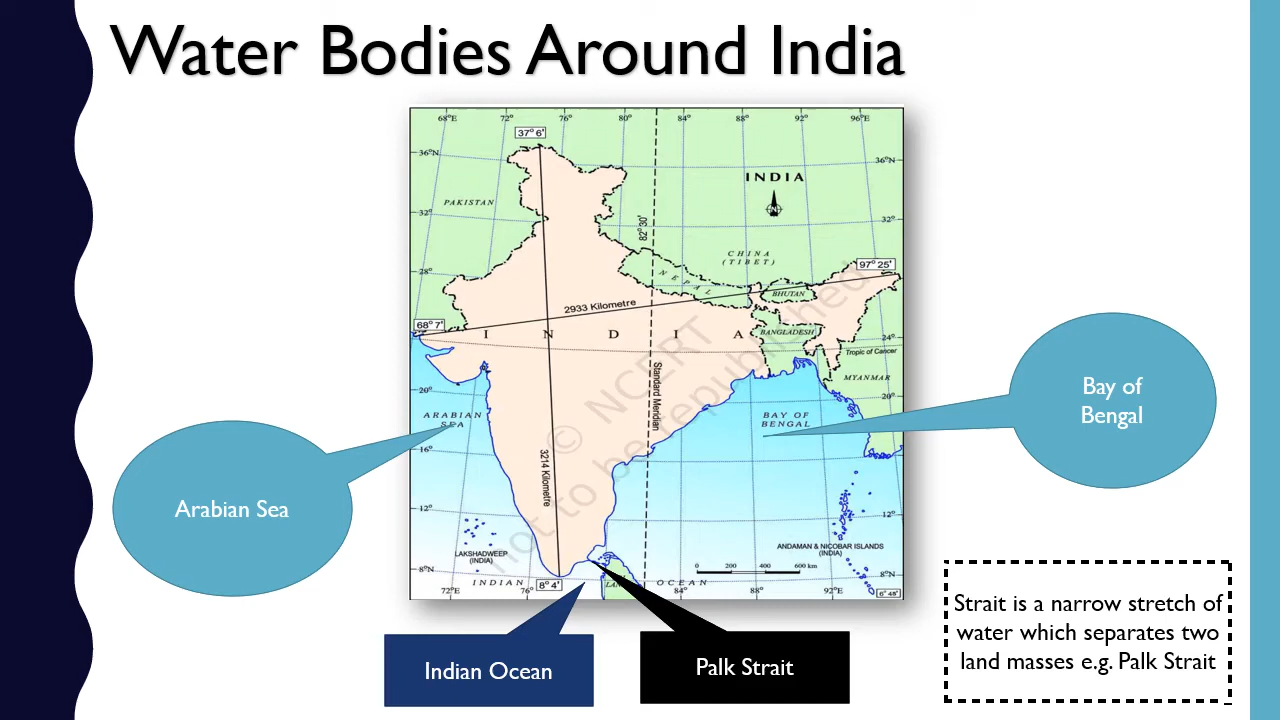 Water Bodies Around India
68°E 72° 76° 80° 84° 88° 92° 96°E
37° 6'
36°N 36°N
INDIA
N
PAKISTAN
32° 32°
82° 30'
CHINA
(TIBET)
28°
NEPAL
97° 25'
BHUTAN
2933 Kilometre
68° 7'
INDIA
BANGLADESH
24°
Tropic of Cancer
MYANMAR
Standard Meridian
20° 20°
ARABIAN
SEA
BAY OF
BENGAL
16°
3214 Kilometre
12° 12°
LAKSHADWEEP
(INDIA)
ANDAMAN & NICOBAR ISLANDS
(INDIA)
0 200 400 600 km
8°N 8°N
INDIAN OCEAN
8° 4'
6° 48'
72°E 76° 84° 88° 92°E
© NCERT
not to be republished
Bay of
Bengal
Arabian Sea
Indian Ocean
Palk Strait
Strait is a narrow stretch of
water which separates two
land masses e.g. Palk Strait